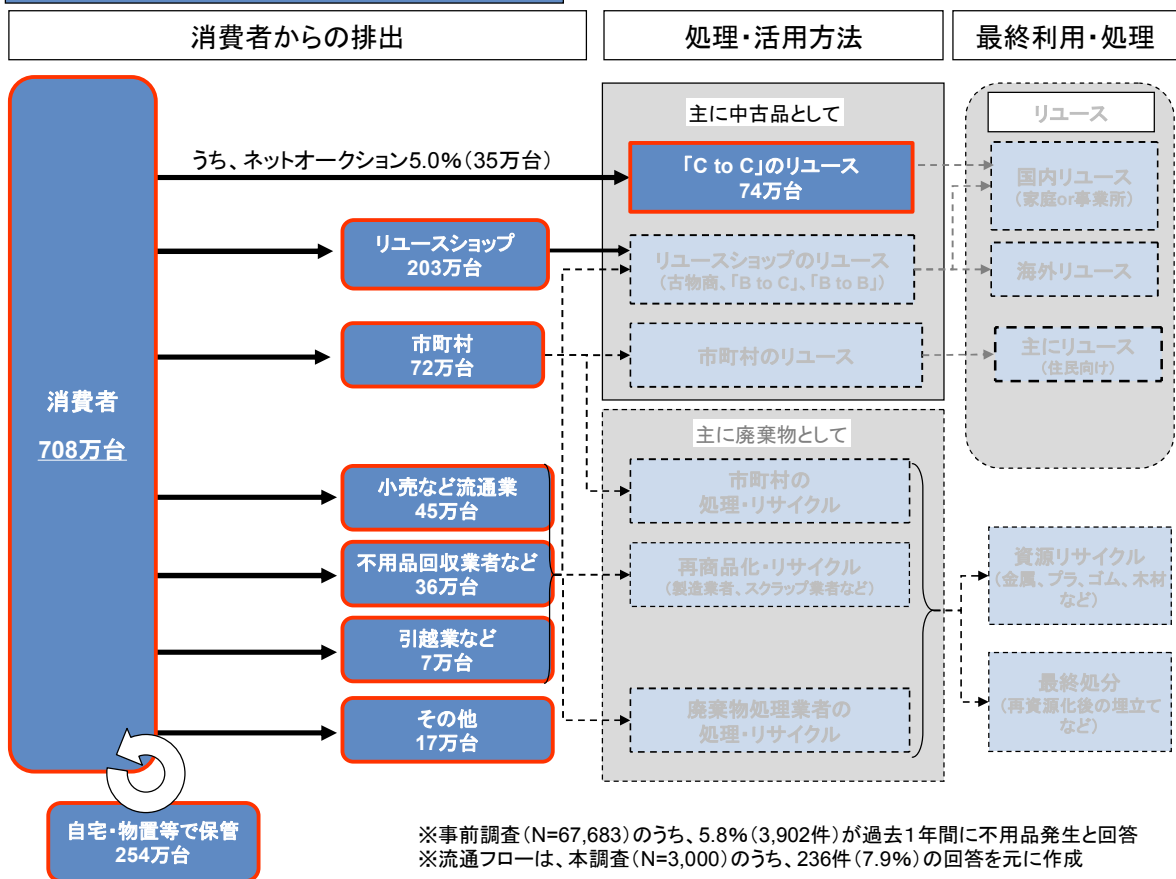 消費者からの排出
処理・活用方法
最終利用・処理
主に中古品として
リユース
うち、ネットオークション5.0%(35万台)
「C to C」のリユース
74万台
国内リユース
(家庭or事業所)
リユースショップ
203万台
リユースショップのリユース
(古物商、「B to C」、「B to B」)
海外リユース
市町村
72万台
市町村のリユース
主にリユース
(住民向け)
消費者
708万台
主に廃棄物として
小売など流通業
45万台
市町村の
処理・リサイクル
不用品回収業者など
36万台
再商品化・リサイクル
(製造業者、スクラップ業者など)
資源リサイクル
(金属、プラ、ゴム、木材
など)
引越業など
7万台
その他
17万台
廃棄物処理業者の
処理・リサイクル
最終処分
(再資源化後の埋立て
など)
自宅・物置等で保管
254万台
※事前調査(N=67,683)のうち、5.8%(3,902件)が過去1年間に不用品発生と回答
※流通フローは、本調査(N=3,000)のうち、236件(7.9%)の回答を元に作成